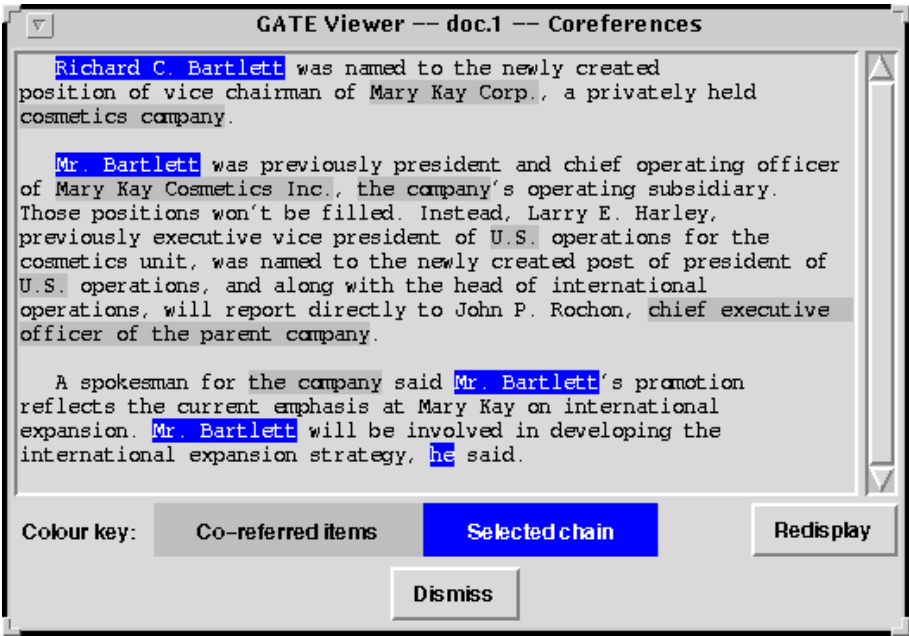 GATE Viewer -- doc.1 -- Coreferences
Richard C. Bartlett was named to the newly created
position of vice chairman of Mary Kay Corp., a privately held
cosmetics company.
Mr. Bartlett was previously president and chief operating officer
of Mary Kay Cosmetics Inc., the company's operating subsidiary.
Those positions won't be filled. Instead, Larry E. Harley,
previously executive vice president of U.S. operations for the
cosmetics unit, was named to the newly created post of president of
U.S. operations, and along with the head of international
operations, will report directly to John P. Rochon, chief executive
officer of the parent company.
A spokesman for the company said Mr. Bartlett's promotion
reflects the current emphasis at Mary Kay on international
expansion. Mr. Bartlett will be involved in developing the
international expansion strategy, he said.
Colour key: Co-referred items Selected chain Redisplay
Dismiss